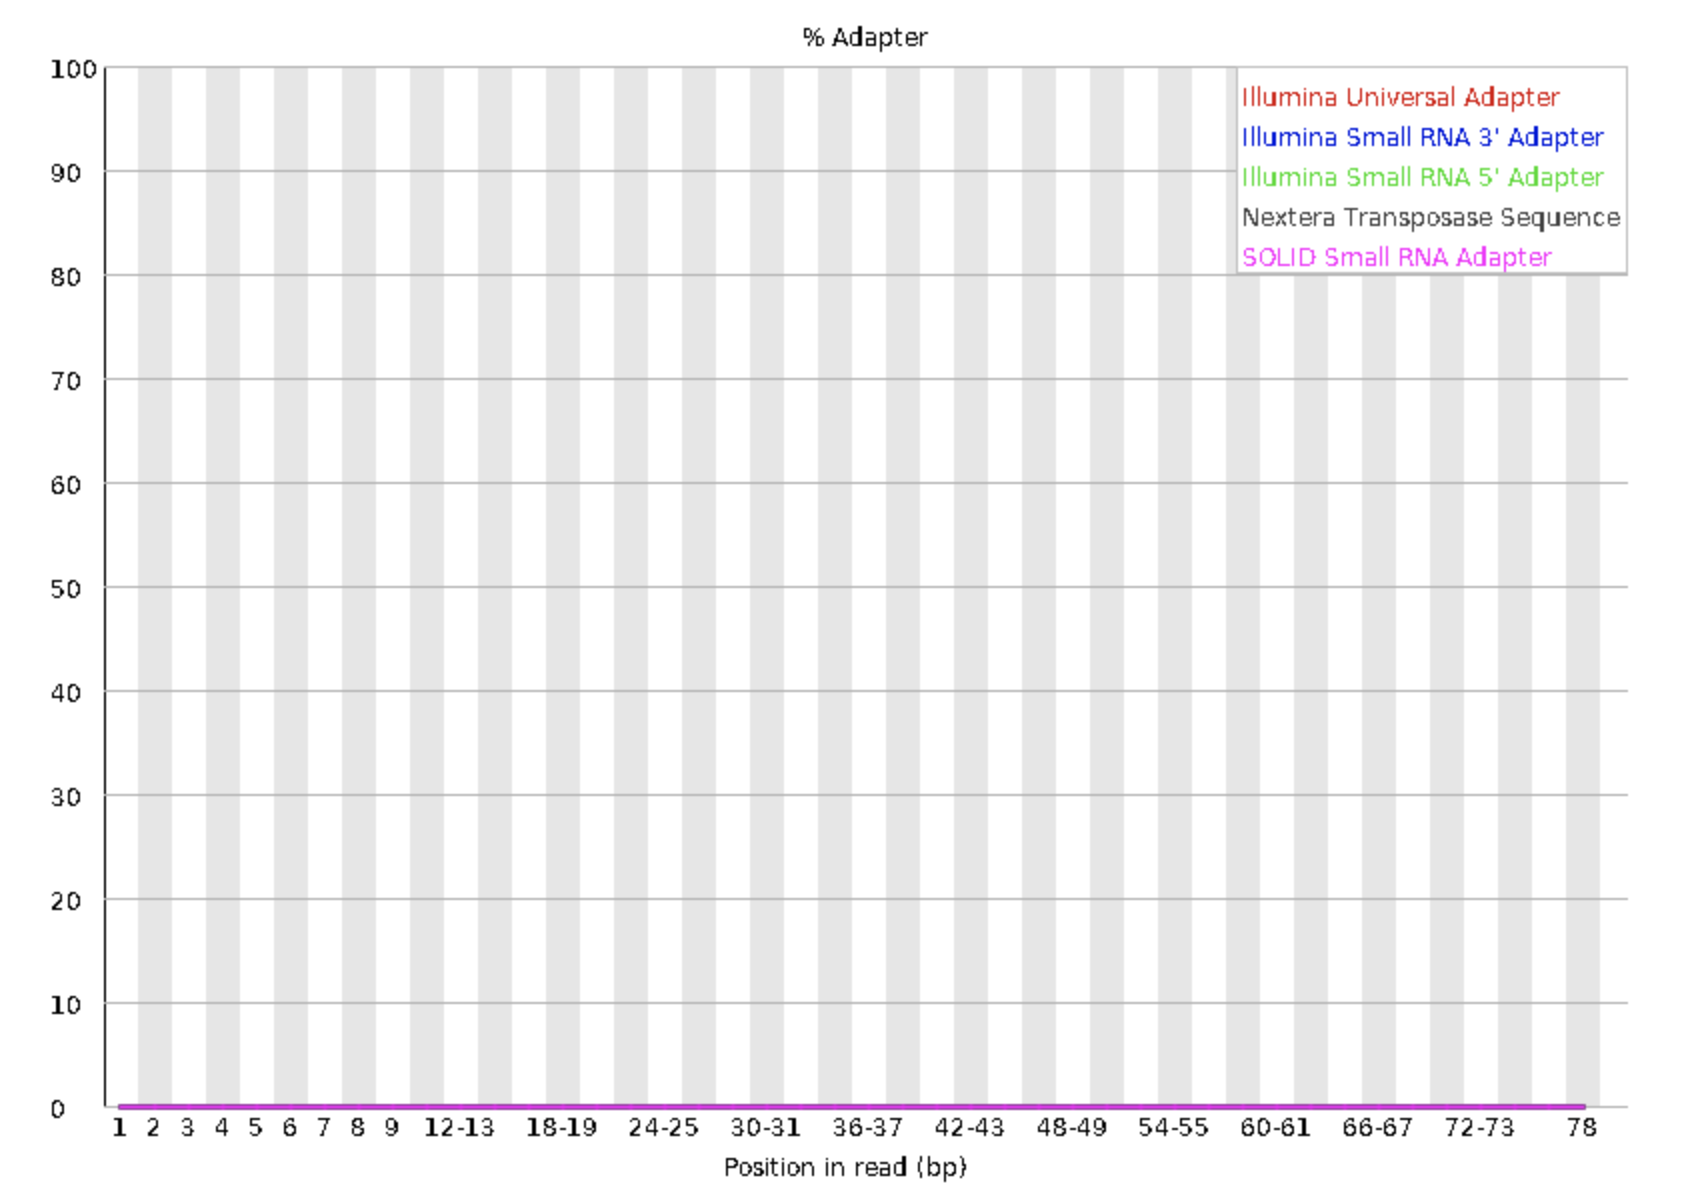 % Adapter
100
90
80
70
60
50
40
30
20
10
0
Illumina Universal Adapter
Illumina Small RNA 3' Adapter
Illumina Small RNA 5' Adapter
Nextera Transposase Sequence
SOLID Small RNA Adapter
1 2 3 4 5 6 7 8 9 12-13 18-19 24-25 30-31 36-37 42-43 48-49 54-55 60-61 66-67 72-73 78
Position in read (bp)